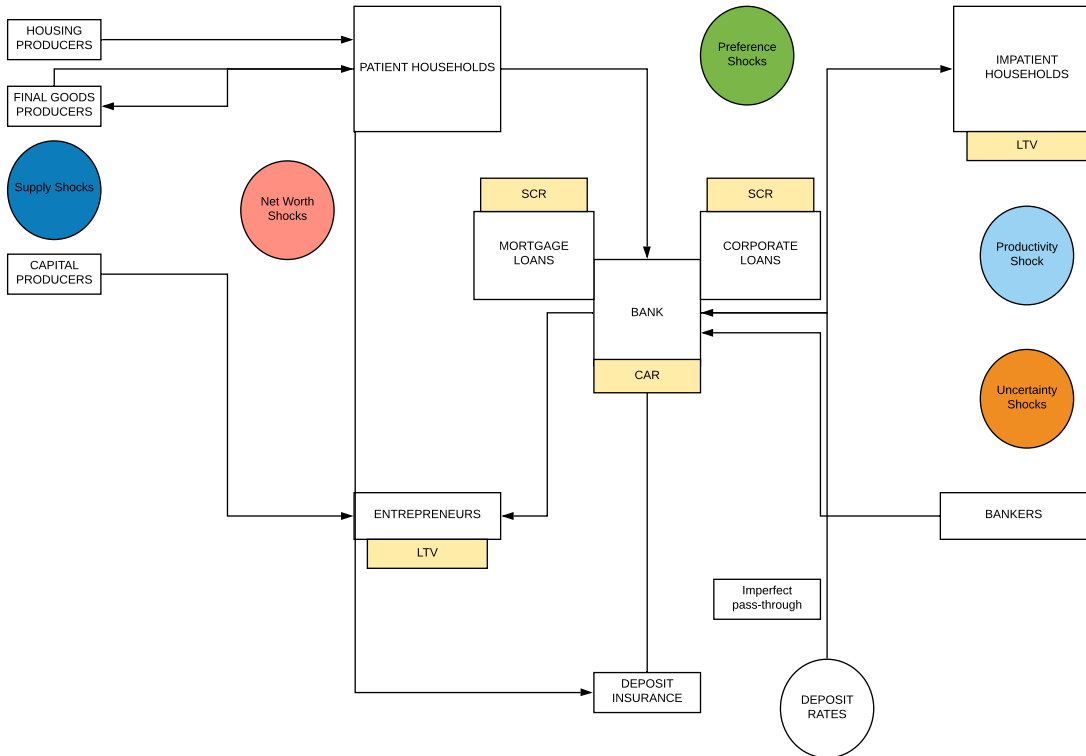 HOUSING
PRODUCERS
PATIENT HOUSEHOLDS
Preference
Shocks
IMPATIENT
HOUSEHOLDS
FINAL GOODS
PRODUCERS
LTV
Supply Shocks
Net Worth
Shocks
SCR
SCR
MORTGAGE
LOANS
CORPORATE
LOANS
Productivity
Shock
CAPITAL
PRODUCERS
BANK
CAR
Uncertainty
Shocks
ENTREPRENEURS
BANKERS
LTV
Imperfect
pass-through
DEPOSIT
INSURANCE
DEPOSIT
RATES